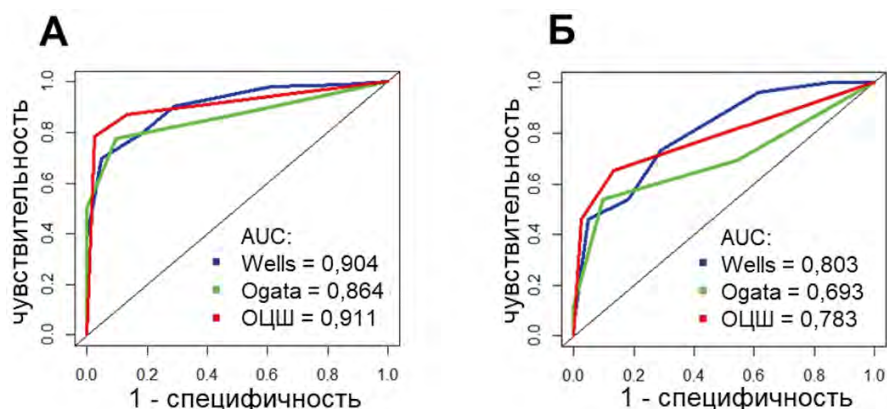 А
чувствительность
1.0
0.8
0.6
0.4
0.2
0.0
AUC:
Wells = 0,904
Ogata = 0,864
ОЦШ = 0,911
0.0 0.2 0.4 0.6 0.8 1.0
1 - специфичность
Б
чувствительность
1.0
0.8
0.6
0.4
0.2
0.0
AUC:
Wells = 0,803
Ogata = 0,693
ОЦШ = 0,783
0.0 0.2 0.4 0.6 0.8 1.0
1 - специфичность